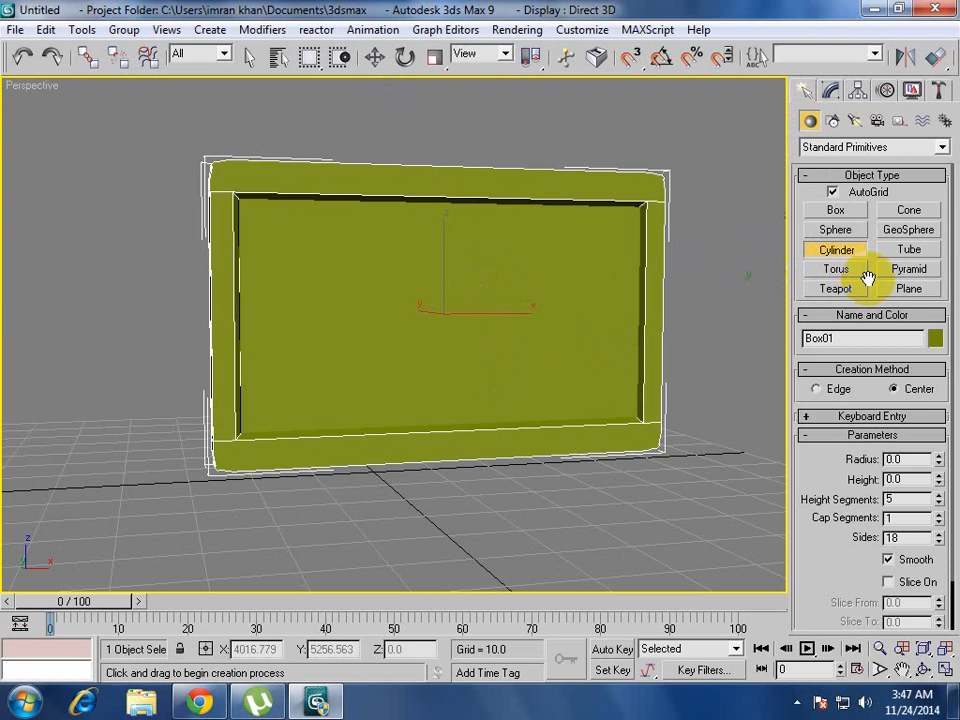 Untitled - Project Folder: C:\Users\imran khan\Documents\3dsmax - Autodesk 3ds Max 9 - Display : Direct 3D
File Edit Tools Group Views Create Modifiers reactor Animation Graph Editors Rendering Customize MAXScript Help
All View
Perspective
Standard Primitives
- Object Type
AutoGrid
Box Cone
Sphere GeoSphere
Cylinder Tube
Torus Pyramid
Teapot Plane
- Name and Color
Box01
- Creation Method
Edge Center
+ Keyboard Entry
- Parameters
Radius: 0.0
Height: 0.0
Height Segments: 5
Cap Segments: 1
Sides: 18
Smooth
Slice On
Slice From: 0.0
Slice To: 0.0
z
y x
y
z
y x
< 0 / 100 >
0 10 20 30 40 50 60 70 80 90 100
1 Object Sele X: 4016.779 Y: 5256.563 Z: 0.0 Grid = 10.0 Auto Key Selected
Click and drag to begin creation process Add Time Tag Set Key Key Filters... 0
3:47 AM
11/24/2014